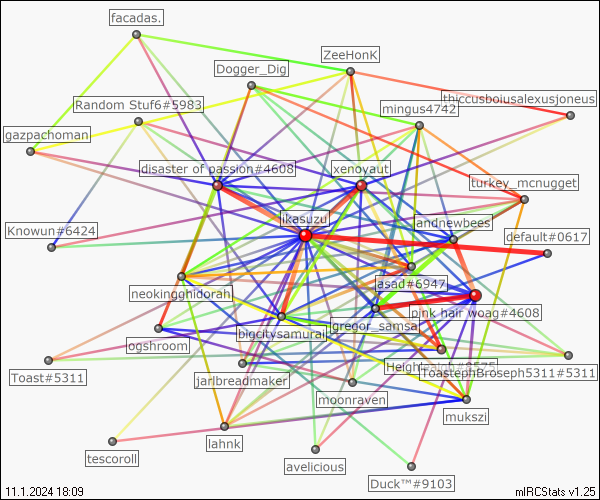 facadas.
ZeeHonK
Dogger_Dig
thiccusboiusalexusjoneus
Random Stuf6#5983
mingus4742
gazpachoman
disaster of passion#4608
xenoyaut
turkey_mcnugget
ikasuzu
andnewbees
Knowun#6424
default#0617
asad#6947
neokingghidorah
pink hair woag#4608
bigcitysamurai
gregor_samsa
ogshroom
Toast#5311
ToastephBroseph5311#5311
jarlbreadmaker
moonraven
mukszi
lahnk
tescoroll
avelicious
Duck™#9103
11.1.2024 18:09
mIRCStats v1.25